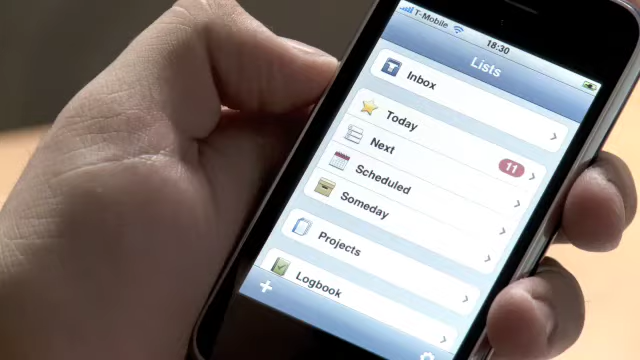 T-Mobile
18:30
Lists
Inbox
Today
Next
11
Scheduled
Someday
Projects
Logbook